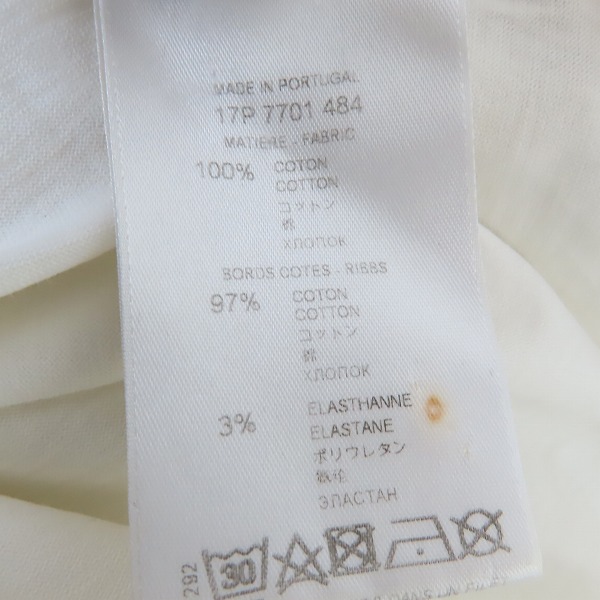 MADE IN PORTUGAL
17P 7701 484
MATIERE - FABRIC
100% COTON
COTTON
コットン
棉
ХЛОПОК
BORDS COTES - RIBBS
97% COTON
COTTON
コットン
棉
ХЛОПОК
3% ELASTHANNE
ELASTANE
ポリウレタン
ЭЛАСТАН
292
30